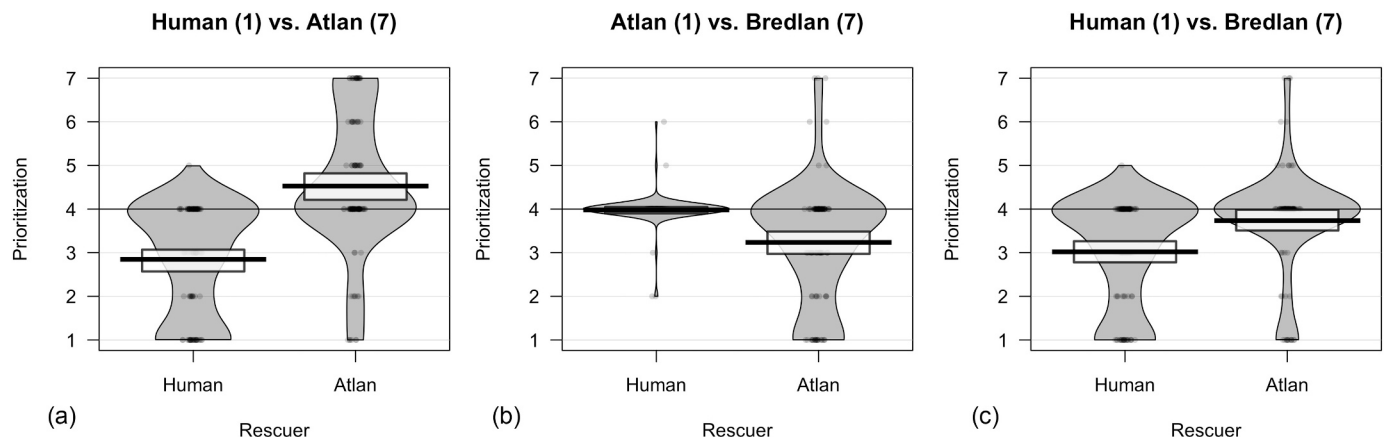 Human (1) vs. Atlan (7)
Prioritization
7
6
5
4
3
2
1
Human
Atlan
(a)
Rescuer
Atlan (1) vs. Bredlan (7)
Prioritization
7
6
5
4
3
2
1
Human
Atlan
(b)
Rescuer
Human (1) vs. Bredlan (7)
Prioritization
7
6
5
4
3
2
1
Human
Atlan
(c)
Rescuer